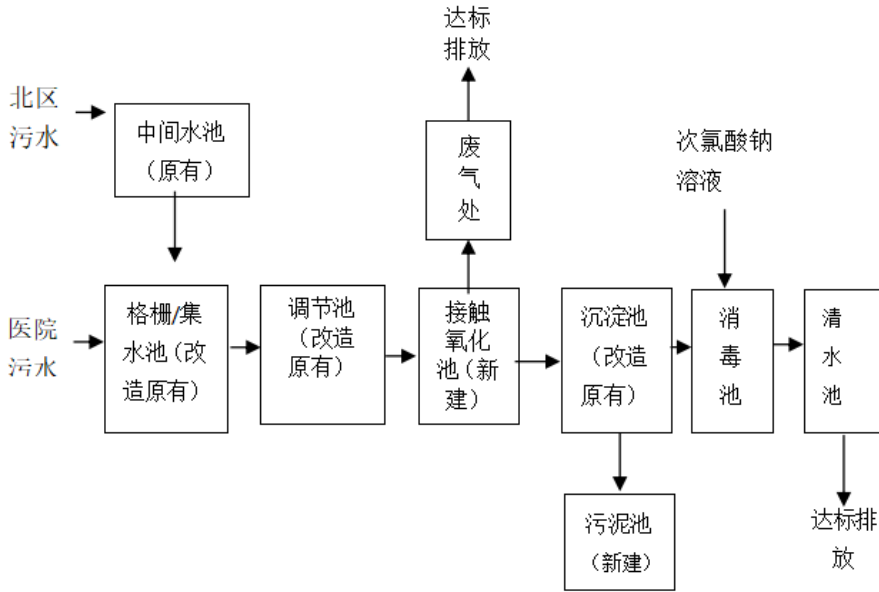 达标
排放
北区
污水
中间水池
（原有）
废
气
处
次氯酸钠
溶液
医院
污水
格栅/集
水池（改
造原有）
调节池
（改造
原有）
接触
氧化
池（新
建）
沉淀池
（改造
原有）
消
毒
池
清
水
池
污泥池
（新建）
达标排
放